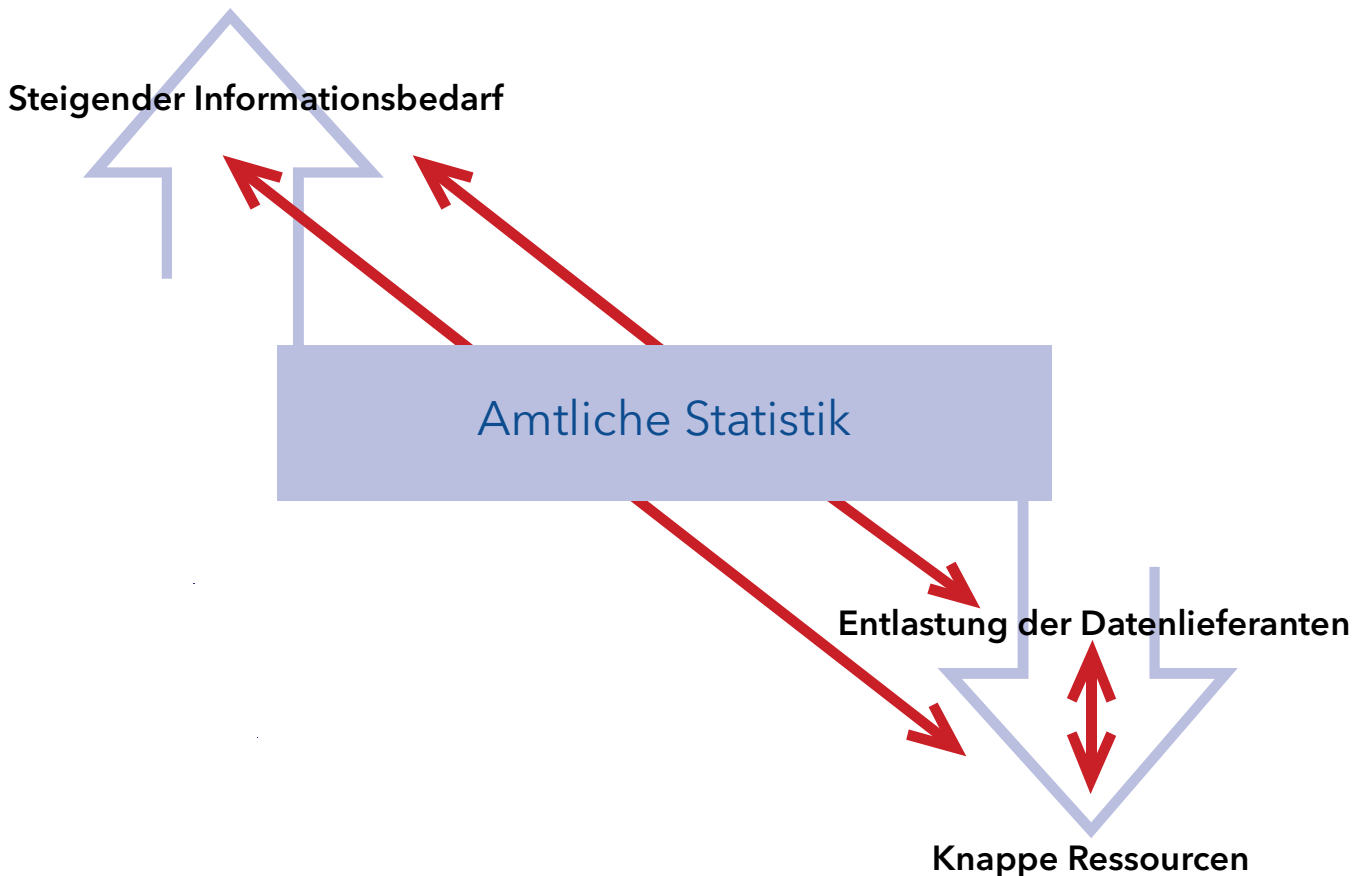 Steigender Informationsbedarf
Amtliche Statistik
Entlastung der Datenlieferanten
Knappe Ressourcen